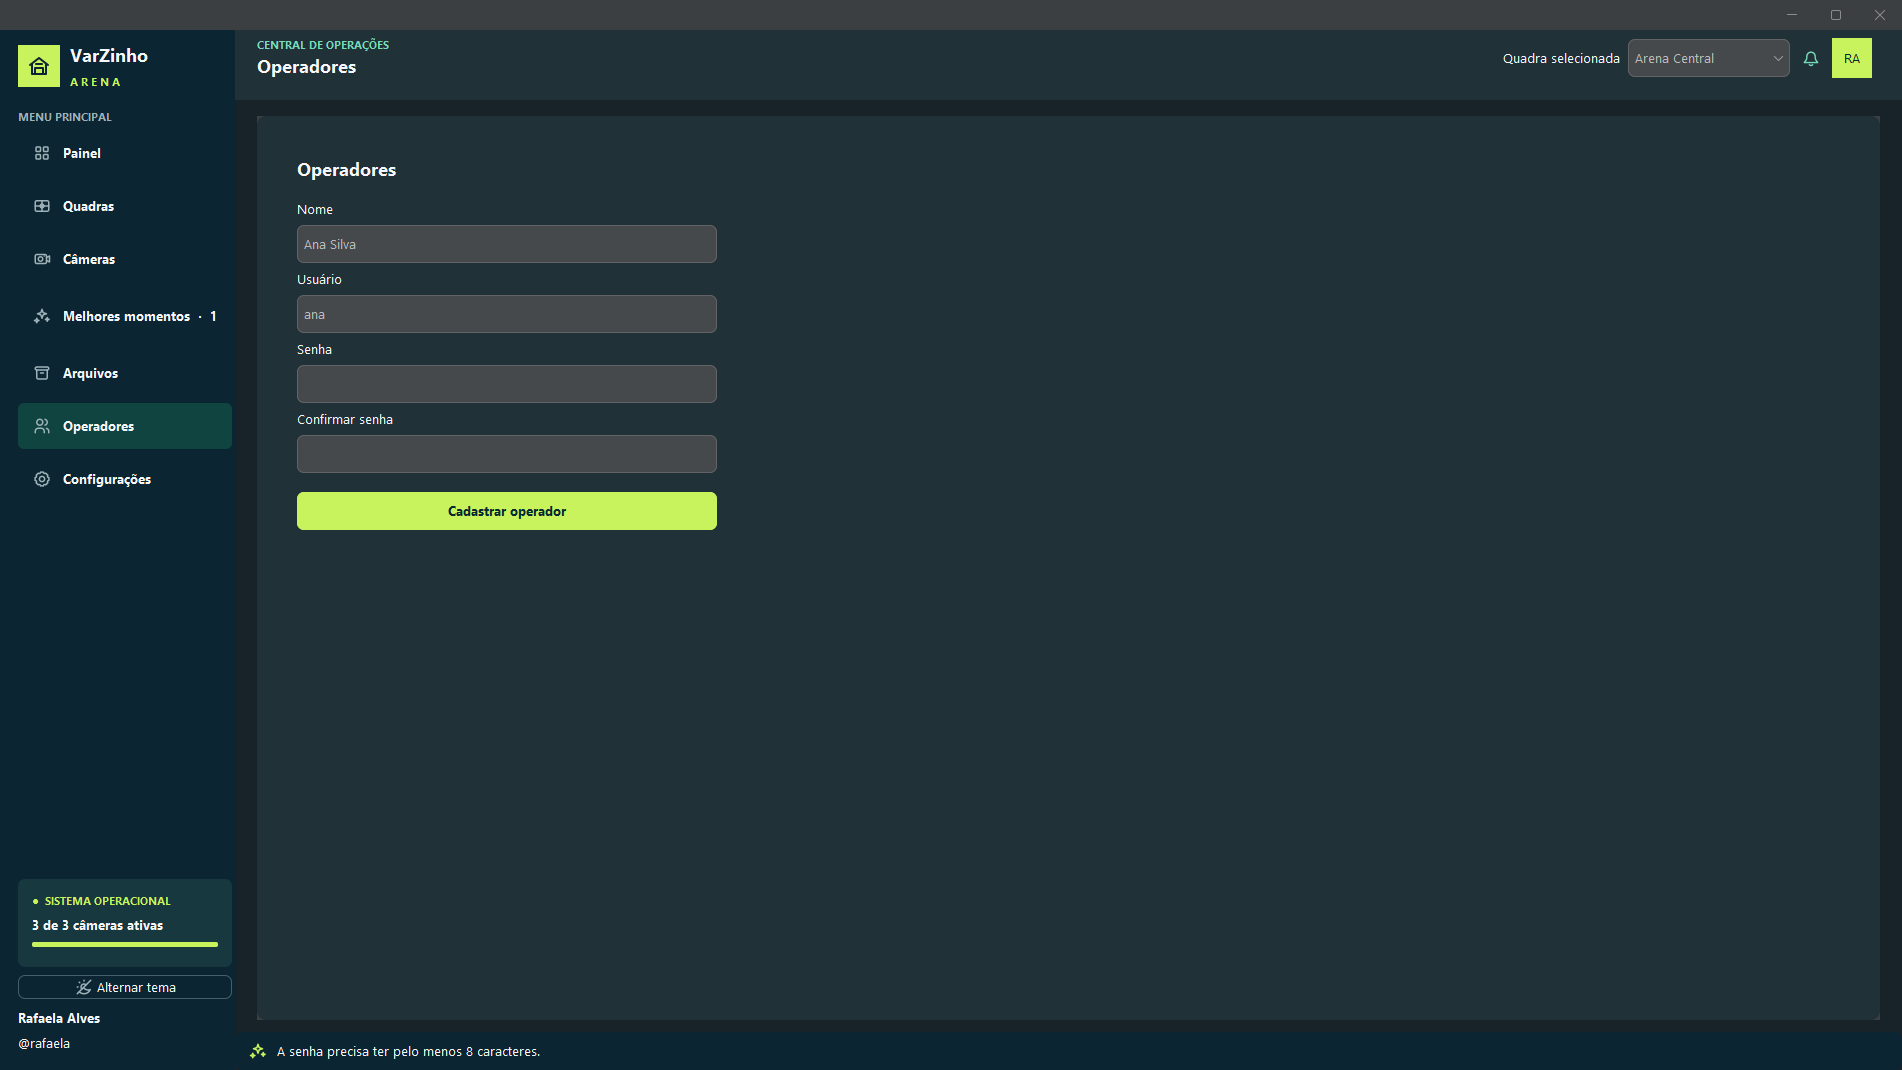 VarZinho
ARENA
MENU PRINCIPAL
Painel
Quadras
Câmeras
Melhores momentos · 1
Arquivos
Operadores
Configurações
• SISTEMA OPERACIONAL
3 de 3 câmeras ativas
Alternar tema
Rafaela Alves
@rafaela
CENTRAL DE OPERAÇÕES
Operadores
Quadra selecionada
Arena Central
RA
Operadores
Nome
Ana Silva
Usuário
ana
Senha
Confirmar senha
Cadastrar operador
A senha precisa ter pelo menos 8 caracteres.